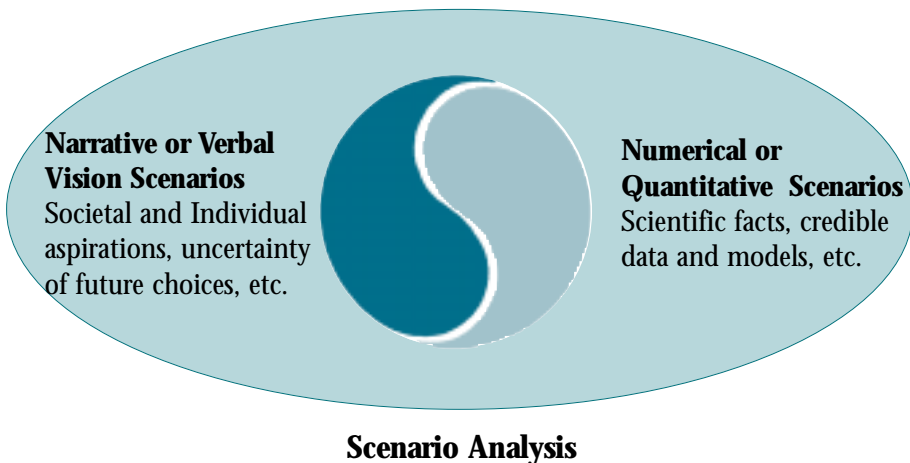 Narrative or Verbal
Vision Scenarios
Societal and Individual
aspirations, uncertainty
of future choices, etc.
Numerical or
Quantitative Scenarios
Scientific facts, credible
data and models, etc.
Scenario Analysis